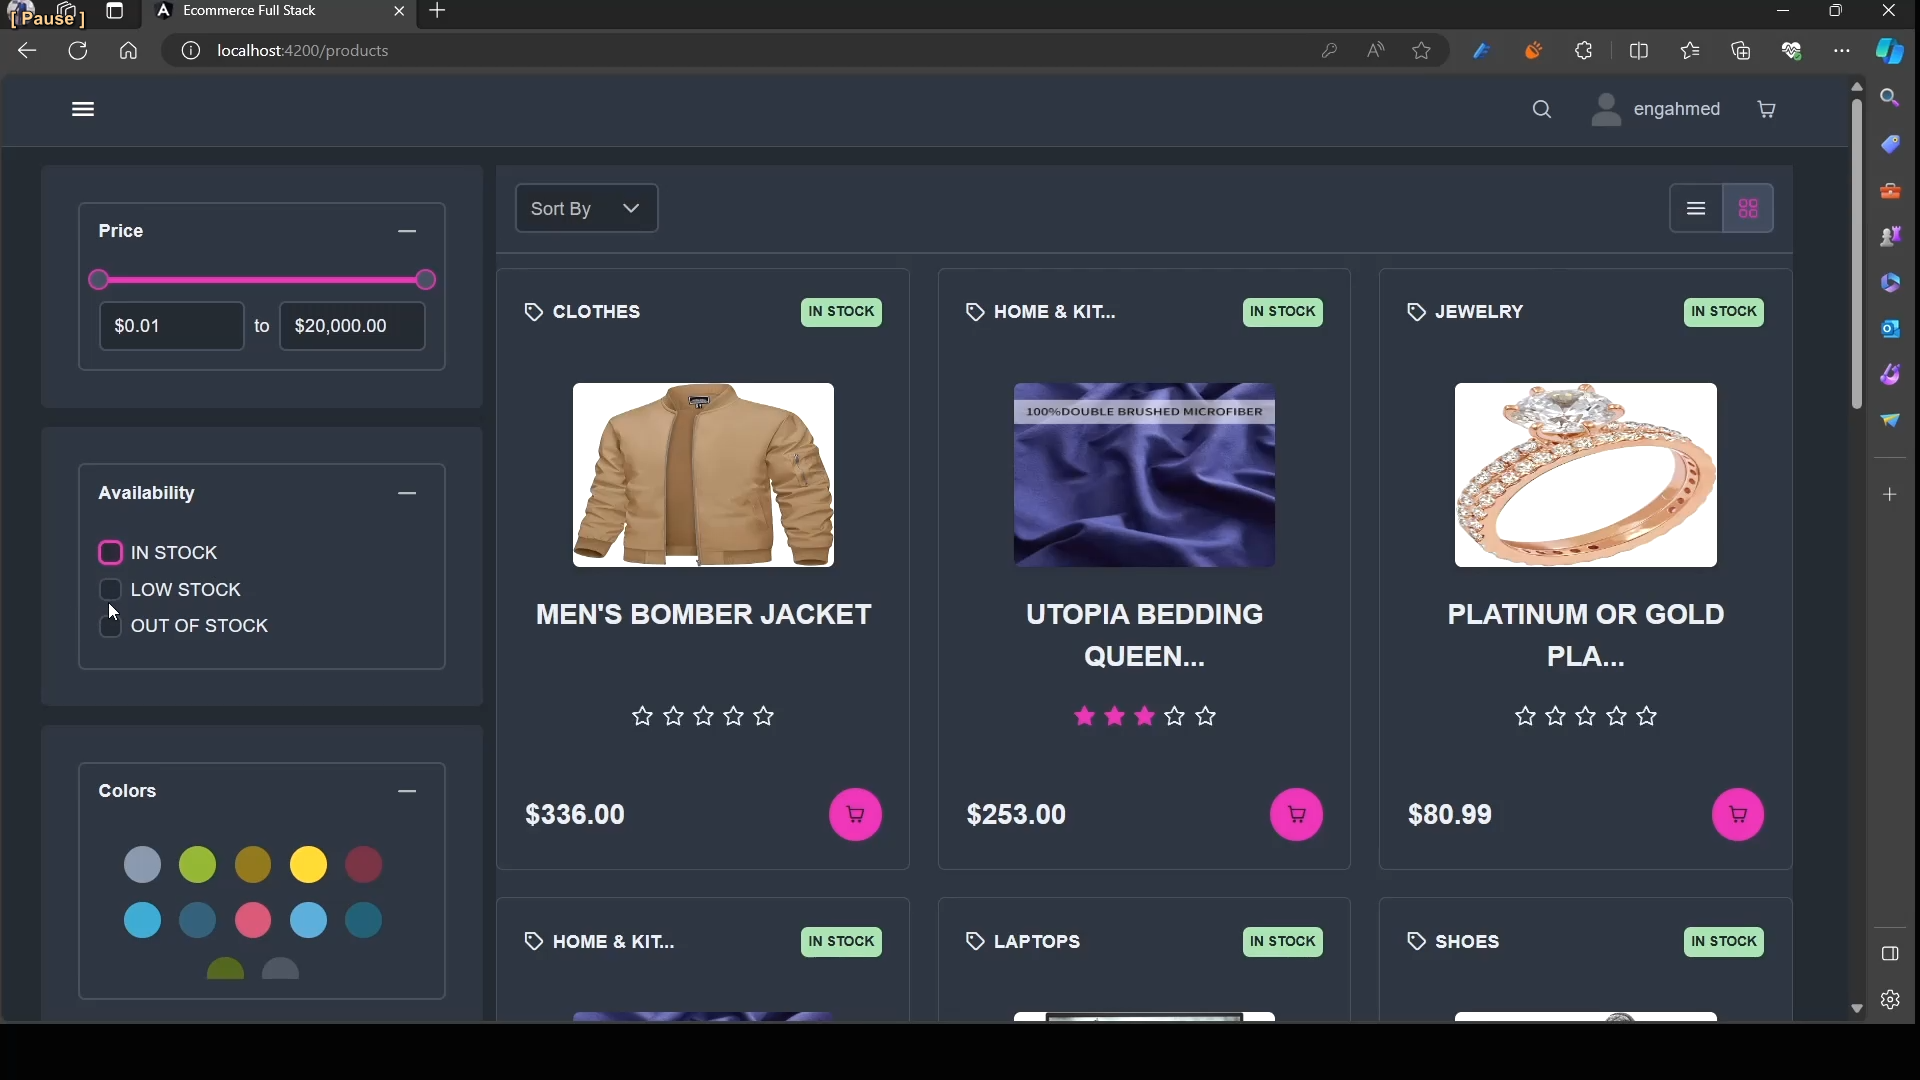 [ Pause ]
Ecommerce Full Stack
localhost:4200/products
engahmed
Price
$0.01 to $20,000.00
Availability
IN STOCK
LOW STOCK
OUT OF STOCK
Colors
Sort By
CLOTHES IN STOCK
MEN'S BOMBER JACKET
$336.00
HOME & KIT... IN STOCK
100%DOUBLE BRUSHED MICROFIBER
UTOPIA BEDDING
QUEEN...
$253.00
JEWELRY IN STOCK
PLATINUM OR GOLD
PLA...
$80.99
HOME & KIT... IN STOCK
LAPTOPS IN STOCK
SHOES IN STOCK